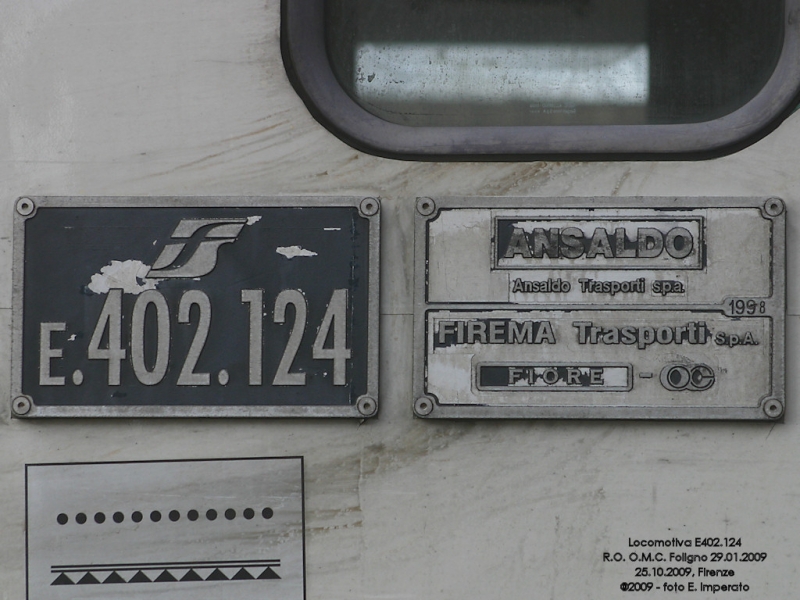 E.402.124
ANSALDO
Ansaldo Trasporti s.p.a.
1998
FIREMA Trasporti S.p.A.
FIORE - OC
Locomotiva E402.124
R.O. O.M.C. Foligno 29.01.2009
25.10.2009, Firenze
©2009 - foto E. Imperato